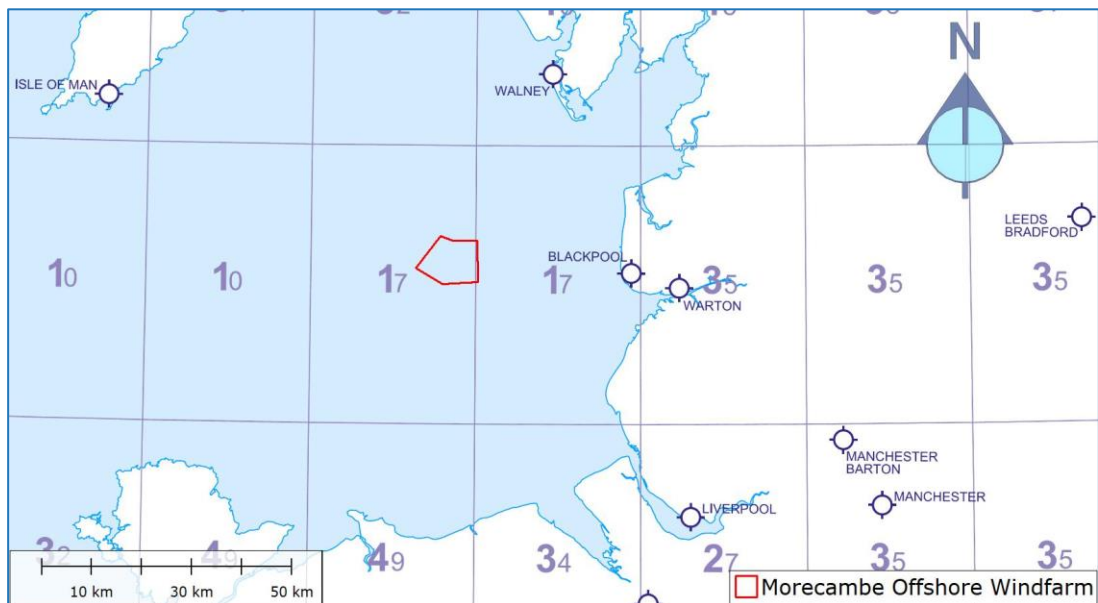 ISLE OF MAN
WALNEY
N
LEEDS
BRADFORD
10
10
17
BLACKPOOL
17
35
35
35
WARTON
MANCHESTER
BARTON
MANCHESTER
LIVERPOOL
32
49
49
34
27
35
35
10 km
30 km
50 km
Morecambe Offshore Windfarm